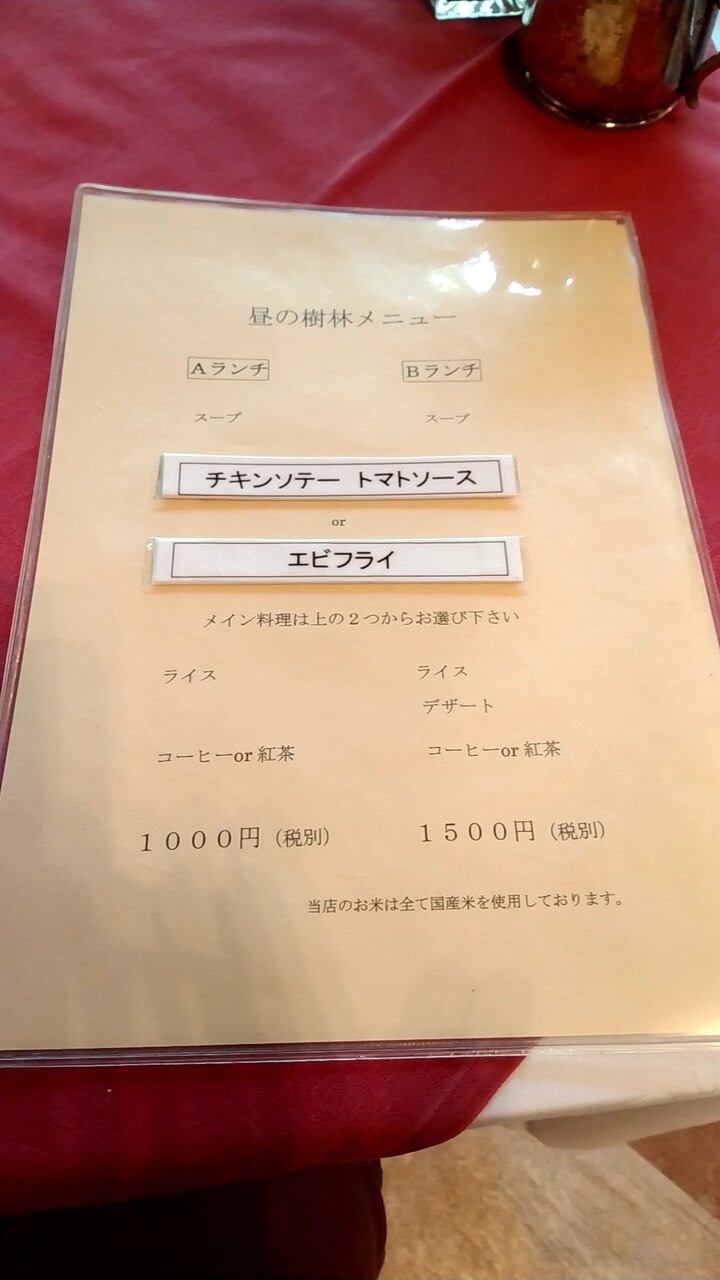 昼の樹林メニュー
Aランチ Bランチ
スープ スープ
チキンソテー トマトソース
or
エビフライ
メイン料理は上の２つからお選び下さい
ライス ライス
デザート
コーヒーor 紅茶 コーヒーor 紅茶
１０００円（税別） １５００円（税別）
当店のお米は全て国産米を使用しております。